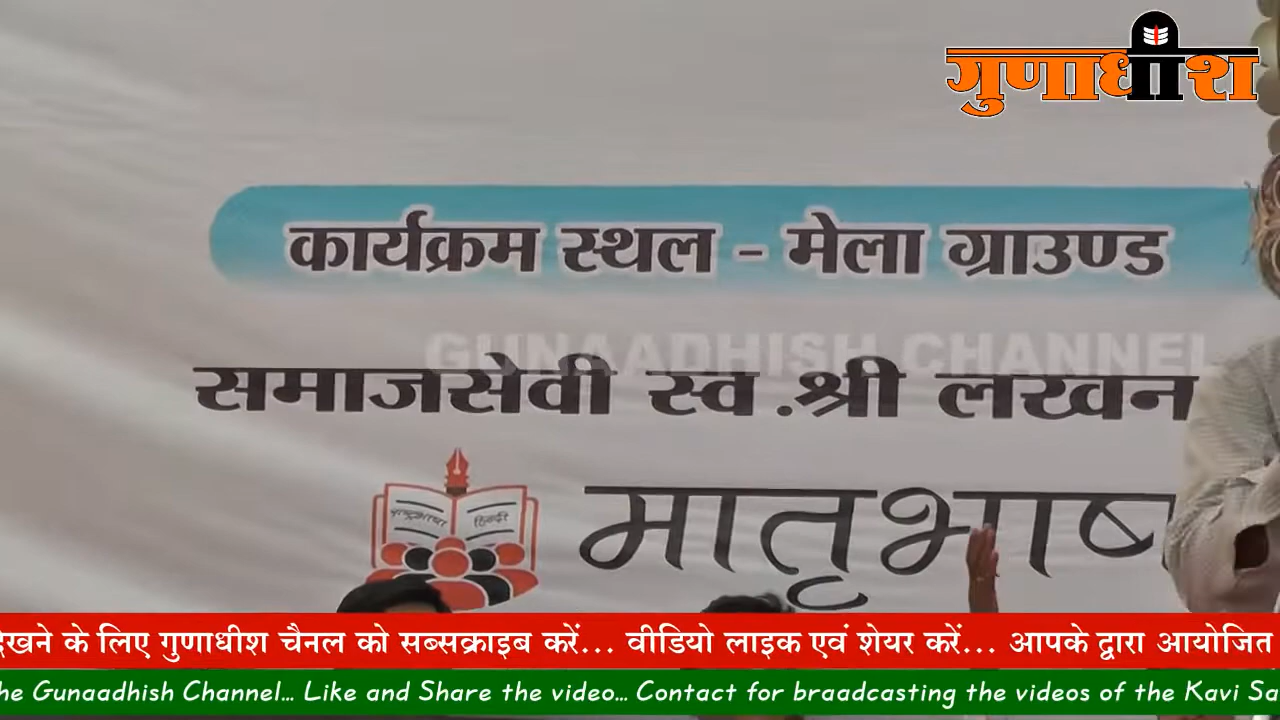 गुणाधीश
कार्यक्रम स्थल - मेला ग्राउण्ड
GUNAADHISH CHANNEL
समाजसेवी स्व .श्री लखन
हिन्दी
मातृभाष
देखने के लिए गुणाधीश चैनल को सब्सक्राइब करें... वीडियो लाइक एवं शेयर करें... आपके द्वारा आयोजित
he Gunaadhish Channel... Like and Share the video... Contact for braadcasting the videos of the Kavi Sa